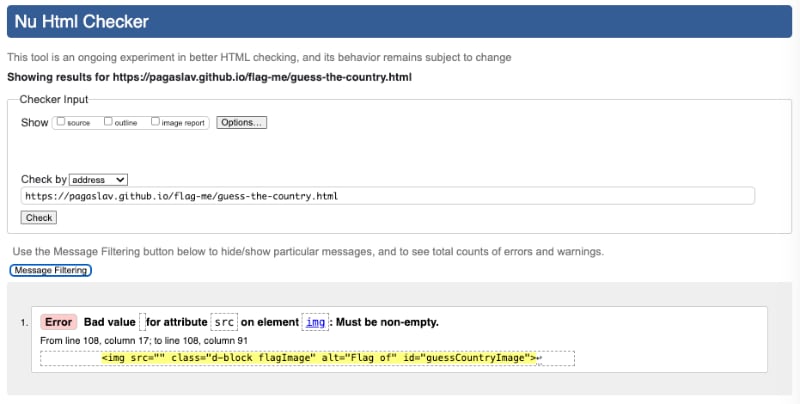 Nu Html Checker
This tool is an ongoing experiment in better HTML checking, and its behavior remains subject to change
Showing results for https://pagaslav.github.io/flag-me/guess-the-country.html
Checker Input
Show source outline image report Options...
Check by address
https://pagaslav.github.io/flag-me/guess-the-country.html
Check
Use the Message Filtering button below to hide/show particular messages, and to see total counts of errors and warnings.
Message Filtering
1. Error Bad value for attribute src on element img: Must be non-empty.
From line 108, column 17; to line 108, column 91
<img src="" class="d-block flagImage" alt="Flag of" id="guessCountryImage">↩